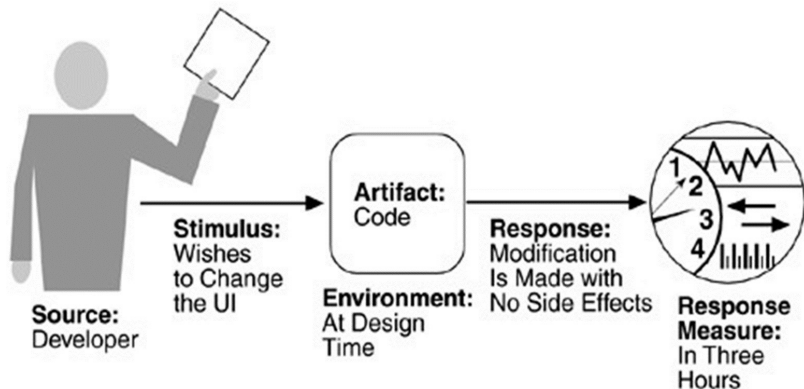 Source:
Developer
Stimulus:
Wishes
to Change
the UI
Artifact:
Code
Environment:
At Design
Time
Response:
Modification
Is Made with
No Side Effects
1
2
3
4
Response
Measure:
In Three
Hours